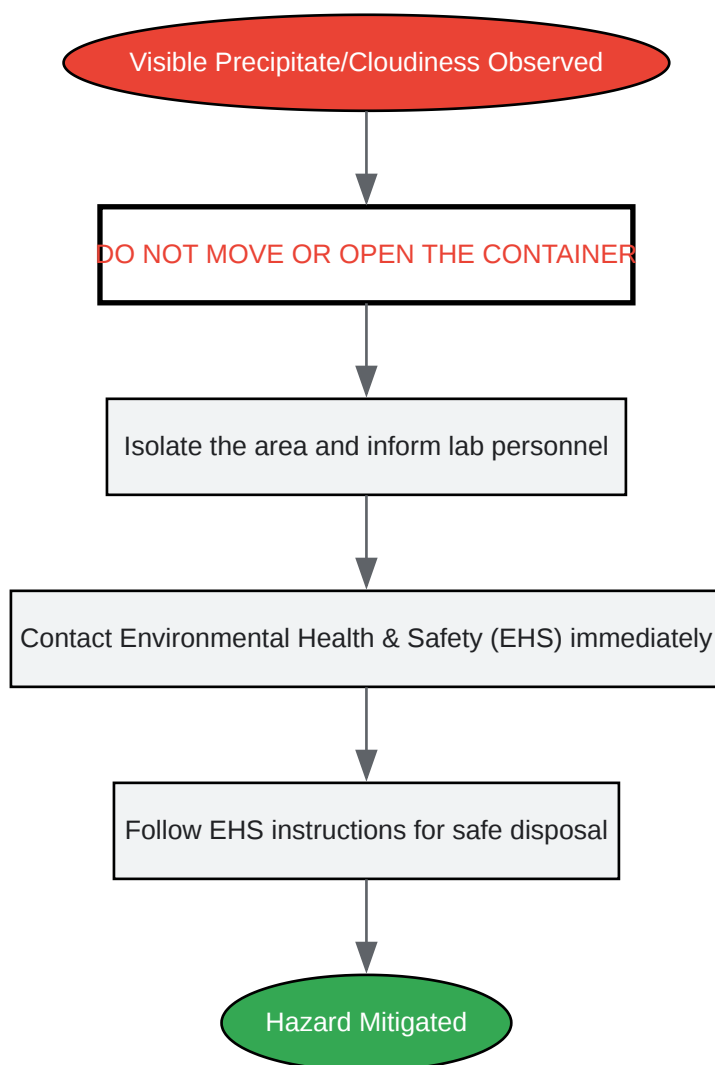 Visible Precipitate/Cloudiness Observed
DO NOT MOVE OR OPEN THE CONTAINER
Isolate the area and inform lab personnel
Contact Environmental Health & Safety (EHS) immediately
Follow EHS instructions for safe disposal
Hazard Mitigated